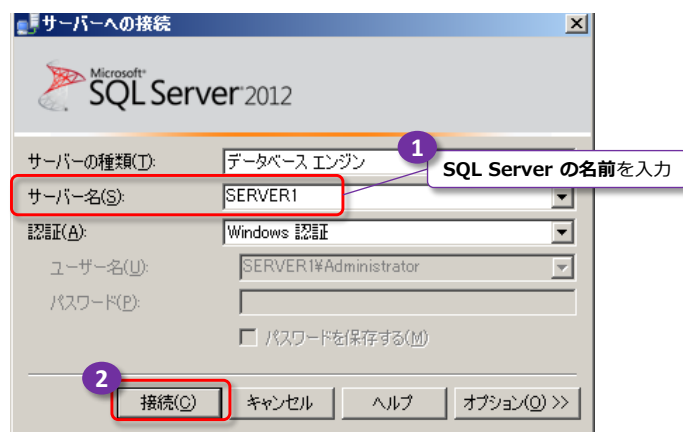 サーバーへの接続
Microsoft
SQL Server 2012
サーバーの種類(T): データベース エンジン
1
SQL Server の名前を入力
サーバー名(S): SERVER1
認証(A): Windows 認証
ユーザー名(U): SERVER1¥Administrator
パスワード(P):
パスワードを保存する(M)
2
接続(C) キャンセル ヘルプ オプション(O) >>